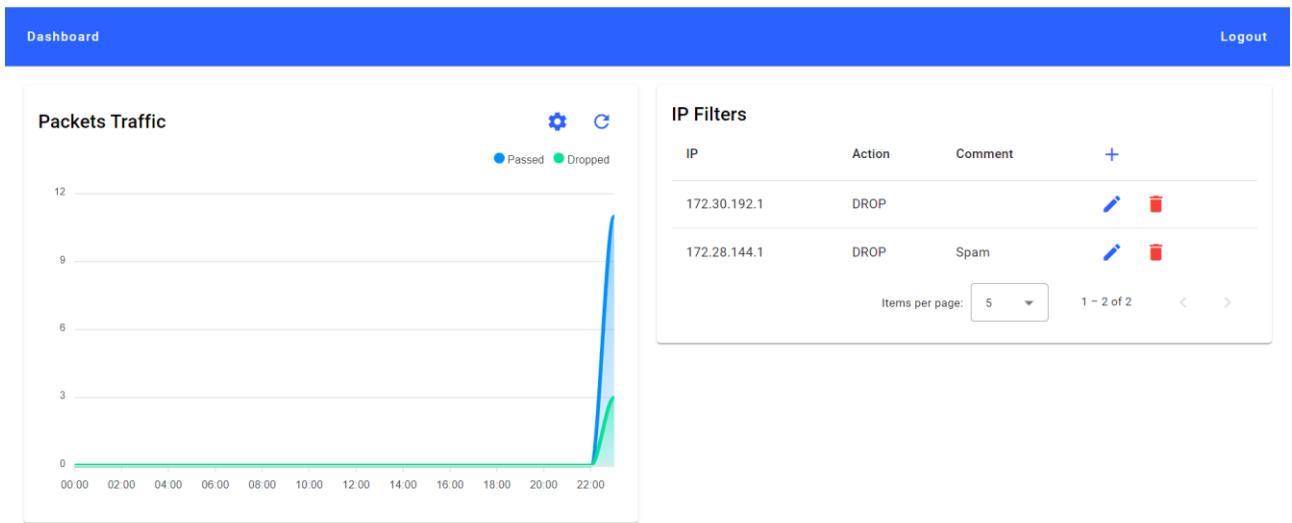 Dashboard Logout
Packets Traffic
Passed Dropped
12
9
6
3
0
00:00 02:00 04:00 06:00 08:00 10:00 12:00 14:00 16:00 18:00 20:00 22:00
IP Filters
IP Action Comment
172.30.192.1 DROP
172.28.144.1 DROP Spam
Items per page: 5 1 – 2 of 2